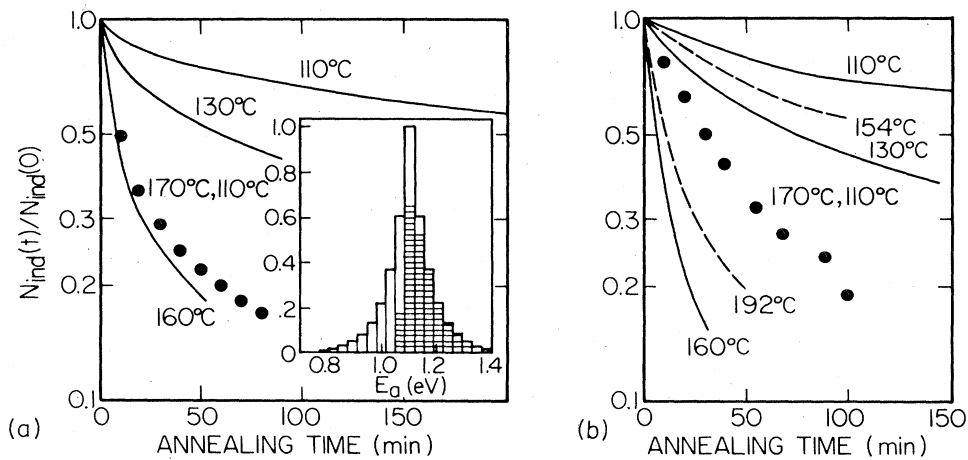 N_ind(t)/N_ind(0)
1.0
0.5
0.3
0.2
0.1
110°C
130°C
170°C, 110°C
160°C
1.0
0.8
0.6
0.4
.2
0
0.8 1.0 1.2 1.4
E_a (eV)
0 50 100 150
(a)
ANNEALING TIME (min)
1.0
0.5
0.3
0.2
0.1
110°C
154°C
130°C
170°C, 110°C
192°C
160°C
0 50 100 150
(b)
ANNEALING TIME (min)